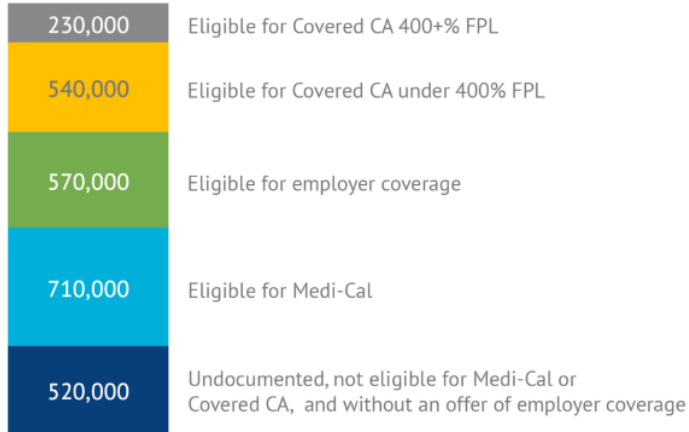 230,000 Eligible for Covered CA 400+% FPL
540,000 Eligible for Covered CA under 400% FPL
570,000 Eligible for employer coverage
710,000 Eligible for Medi-Cal
520,000 Undocumented, not eligible for Medi-Cal or
Covered CA, and without an offer of employer coverage